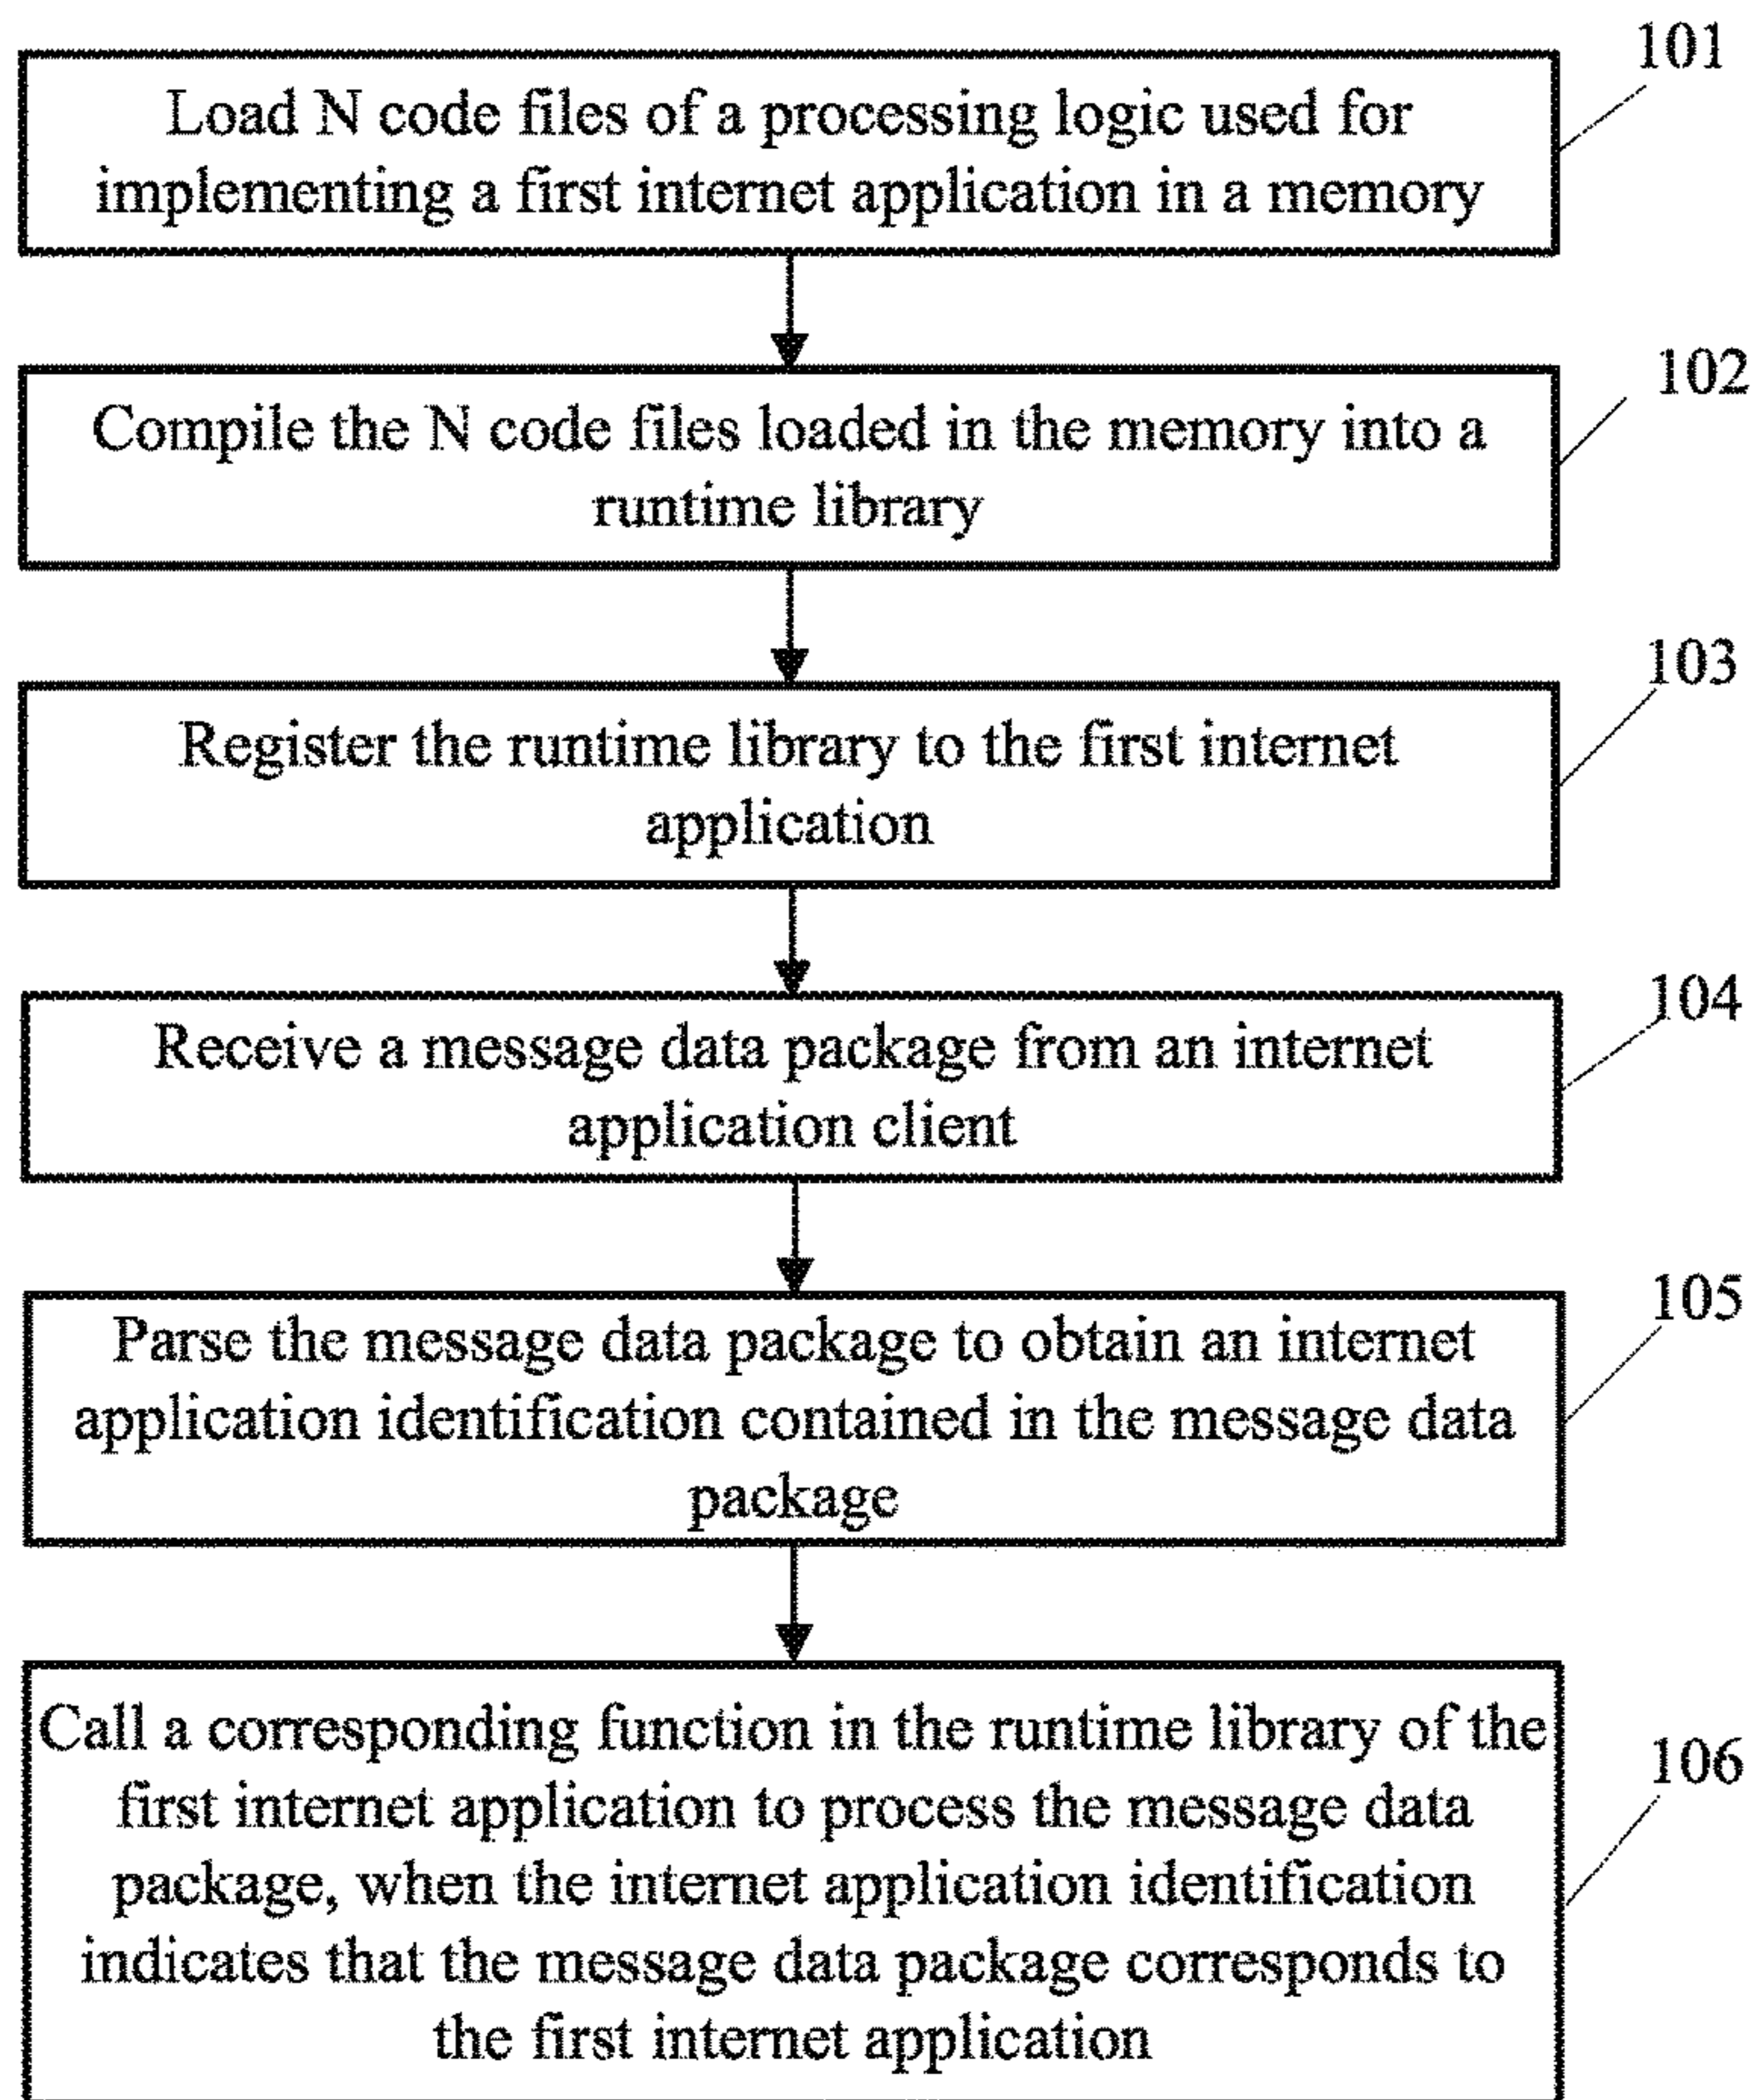 101
Load N code files of a processing logic used for
implementing a first internet application in a memory
102
Compile the N code files loaded in the memory into a
runtime library
103
Register the runtime library to the first internet
application
104
Receive a message data package from an internet
application client
105
Parse the message data package to obtain an internet
application identification contained in the message data
package
106
Call a corresponding function in the runtime library of the
first internet application to process the message data
package, when the internet application identification
indicates that the message data package corresponds to
the first internet application